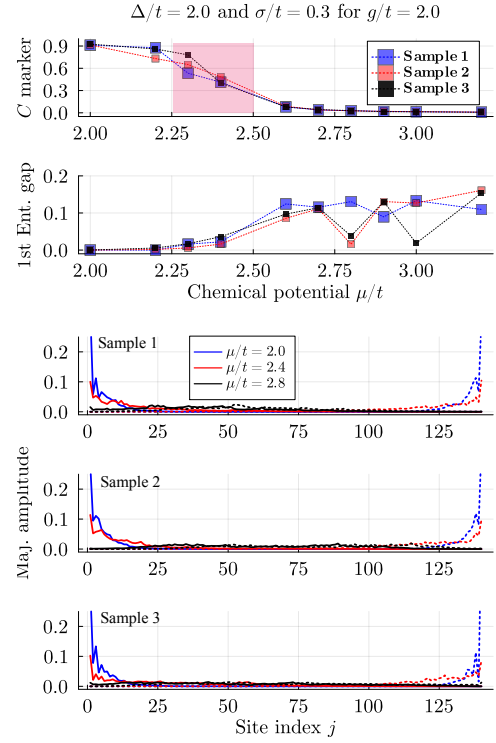 Δ/t = 2.0 and σ/t = 0.3 for g/t = 2.0
C marker
0.9
0.6
0.3
0.0
Sample 1
Sample 2
Sample 3
2.00 2.25 2.50 2.75 3.00
1st Ent. gap
0.2
0.1
0.0
2.00 2.25 2.50 2.75 3.00
Chemical potential μ/t
Maj. amplitude
Sample 1
μ/t = 2.0
μ/t = 2.4
μ/t = 2.8
0.2
0.1
0.0
0 25 50 75 100 125
Sample 2
0.2
0.1
0.0
0 25 50 75 100 125
Sample 3
0.2
0.1
0.0
0 25 50 75 100 125
Site index j